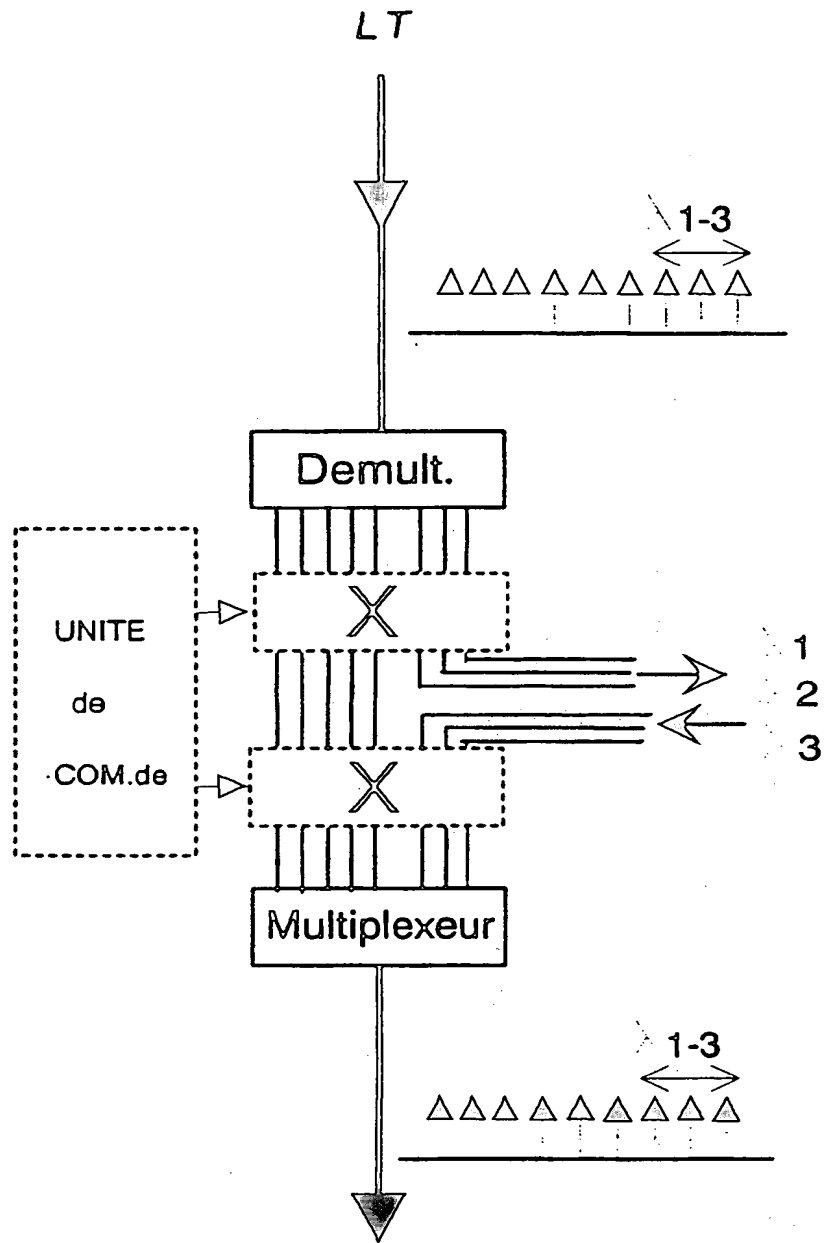 LT
λ 1-3
Demult.
X
UNITE
de
COM.de
1
2
3
X
Multiplexeur
λ 1-3